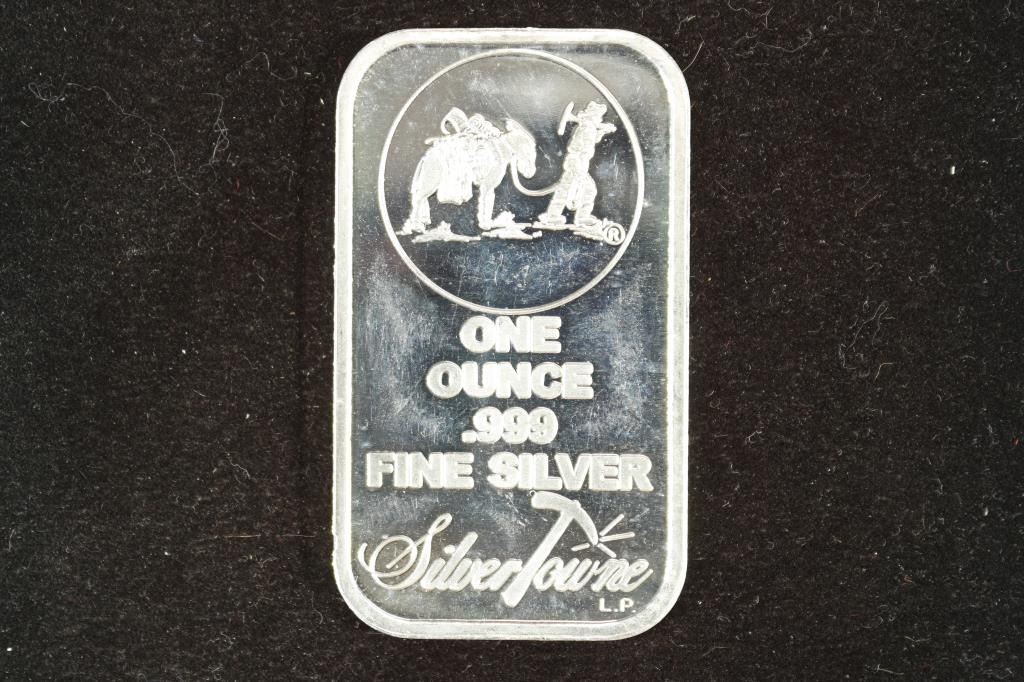 ®
ONE
OUNCE
.999
FINE SILVER
SilverTowne
L.P.